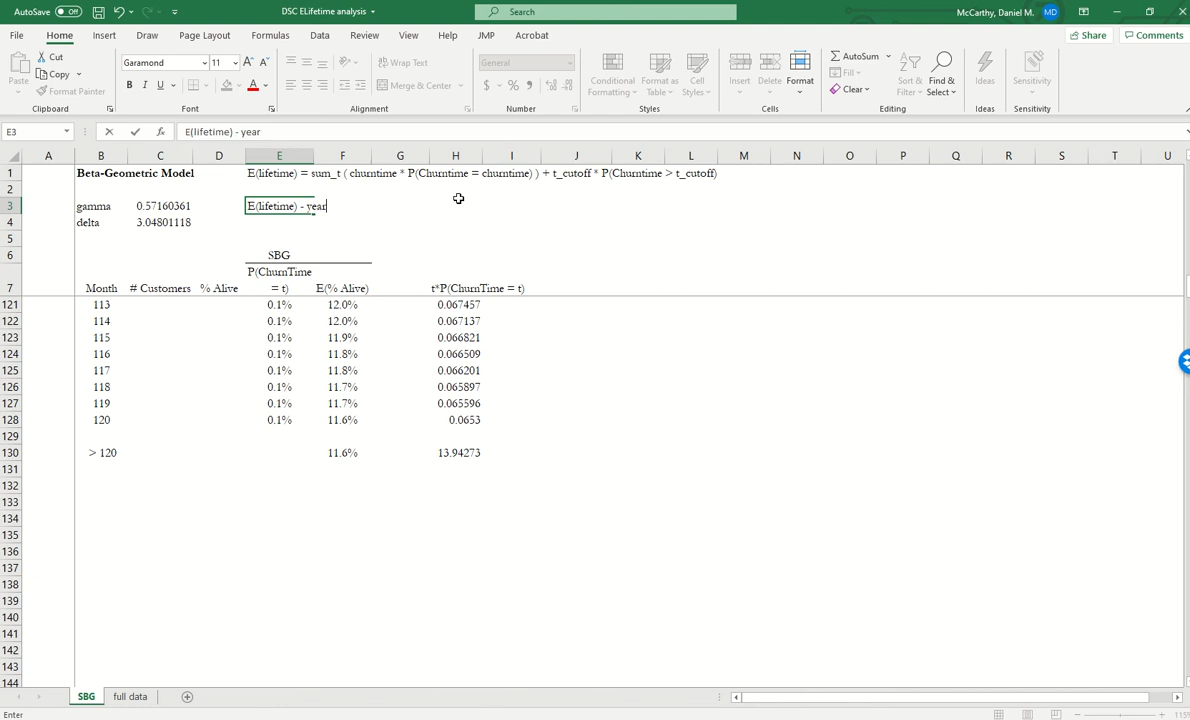 AutoSave Off DSC ELifetime analysis Search McCarthy, Daniel M. MD
File Home Insert Draw Page Layout Formulas Data Review View Help JMP Acrobat Share Comments
Cut Garamond 11 Wrap Text General AutoSum
Paste Copy Merge & Center Conditional Formatting Format as Table Cell Styles Insert Delete Format Fill Sort & Filter Find & Select Ideas Sensitivity
Format Painter Clear
Clipboard Font Alignment Number Styles Cells Editing Ideas Sensitivity
E3 fx E(lifetime) - year
A B C D E F G H I J K L M N O P Q R S T U
1 Beta-Geometric Model E(lifetime) = sum_t ( churntime * P(Churntime = churntime) ) + t_cutoff * P(Churntime > t_cutoff)
2
3 gamma 0.57160361 E(lifetime) - year
4 delta 3.04801118
5
6 SBG
P(ChurnTime
7 Month # Customers % Alive = t) E(% Alive) t*P(ChurnTime = t)
121 113 0.1% 12.0% 0.067457
122 114 0.1% 12.0% 0.067137
123 115 0.1% 11.9% 0.066821
124 116 0.1% 11.8% 0.066509
125 117 0.1% 11.8% 0.066201
126 118 0.1% 11.7% 0.065897
127 119 0.1% 11.7% 0.065596
128 120 0.1% 11.6% 0.0653
129
130 > 120 11.6% 13.94273
131
132
133
134
135
136
137
138
139
140
141
142
143
144
SBG full data
Enter 115%